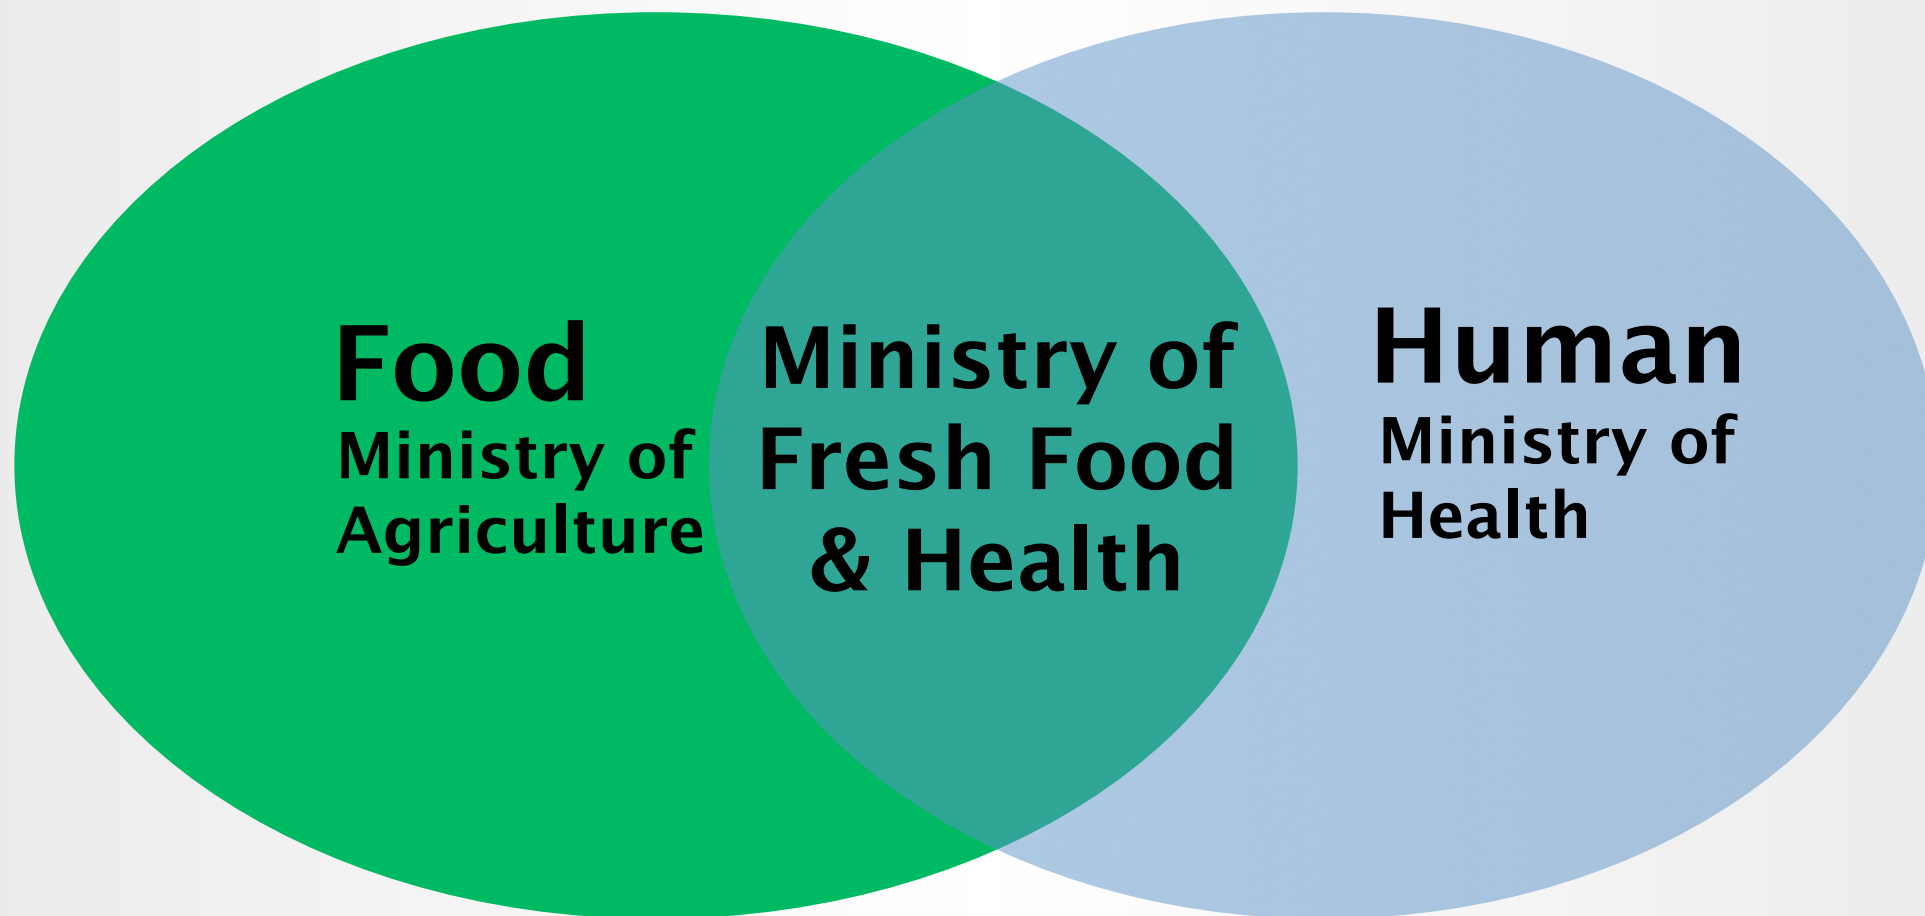 Food
Ministry of
Agriculture
Ministry of
Fresh Food
& Health
Human
Ministry of
Health